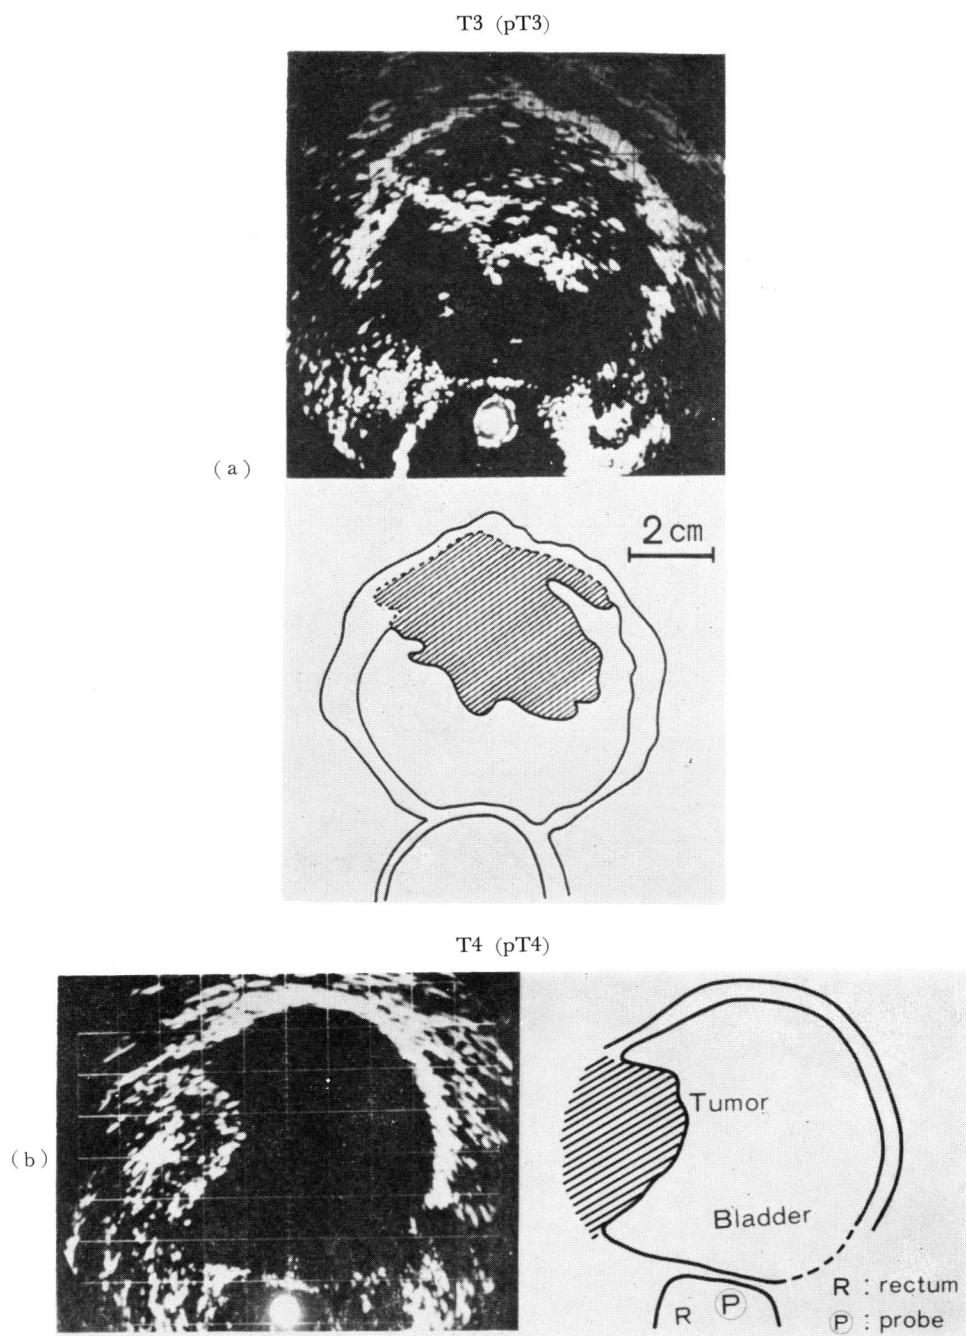 T3 (pT3)
(a)
2 cm
T4 (pT4)
(b)
Tumor
Bladder
R : rectum
R P
P : probe